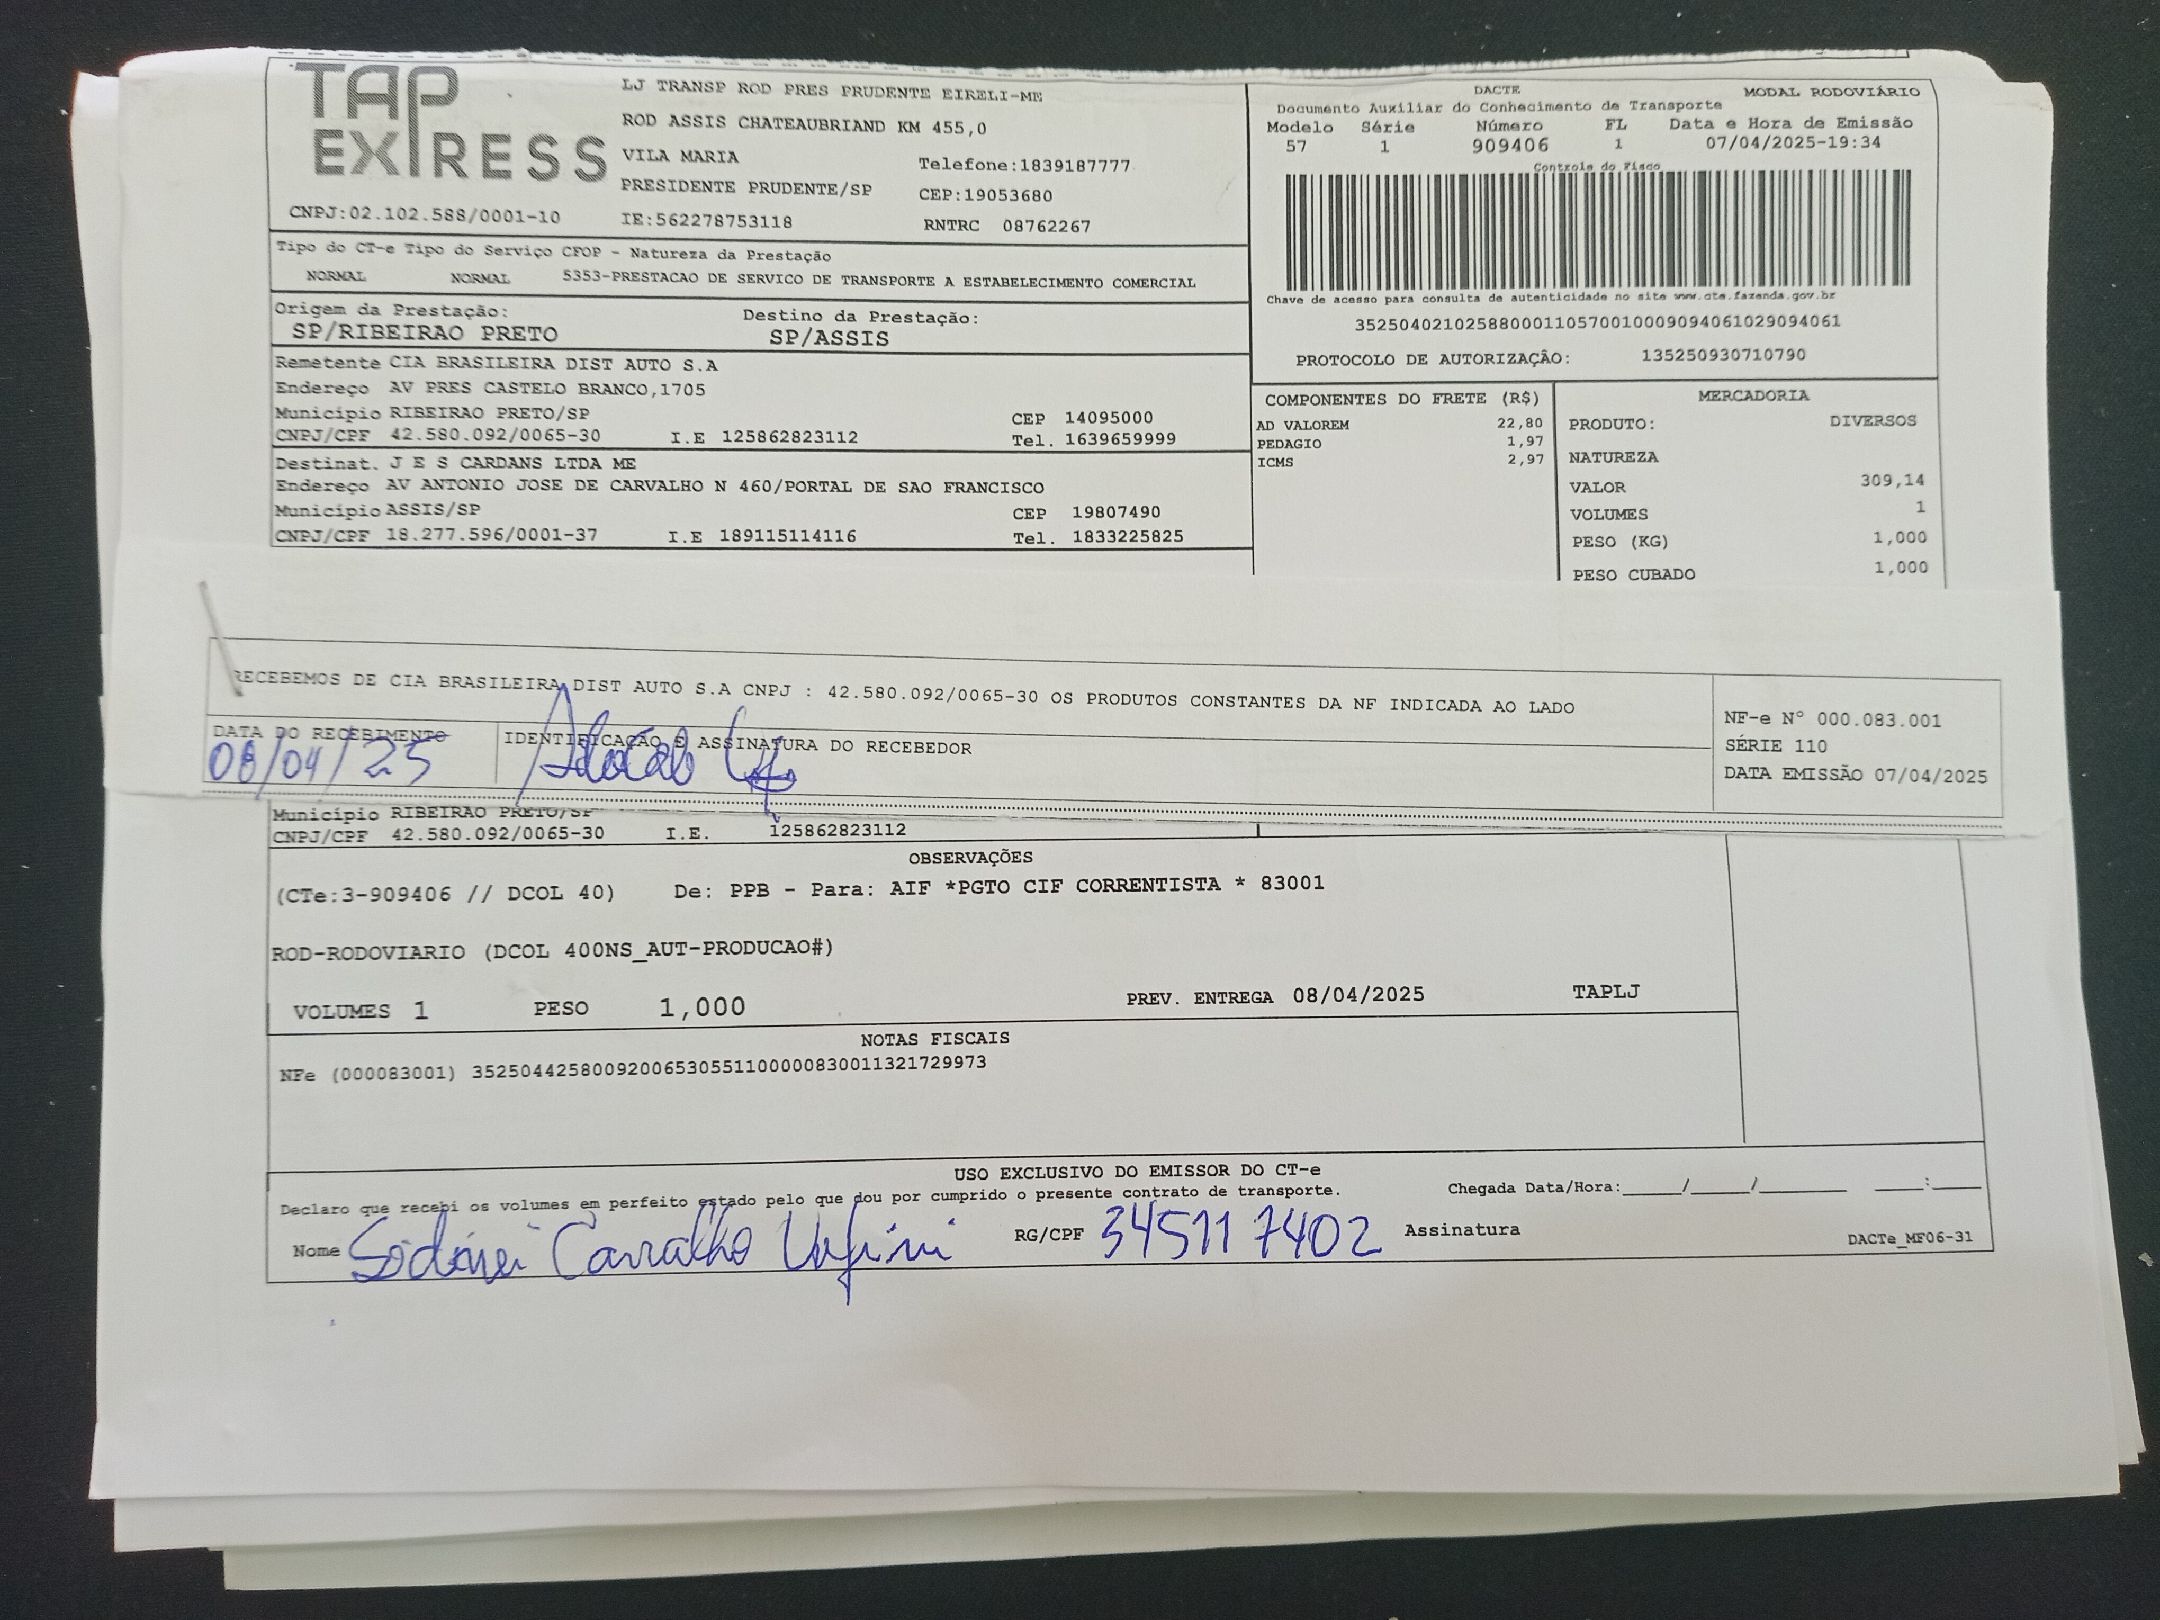 TAP EXPRESS
LJ TRANSP ROD PRES PRUDENTE EIRELI-ME
ROD ASSIS CHATEAUBRIAND KM 455,0
VILA MARIA Telefone:1839187777
PRESIDENTE PRUDENTE/SP CEP:19053680
CNPJ:02.102.588/0001-10 IE:562278753118 RNTRC 08762267
DACTE MODAL RODOVIÁRIO
Documento Auxiliar do Conhecimento de Transporte
Modelo Série Número FL Data e Hora de Emissão
57 1 909406 1 07/04/2025-19:34
Controle do Fisco
Chave de acesso para consulta de autenticidade no site www.cte.fazenda.gov.br
35250402102588000110570010009094061029094061
PROTOCOLO DE AUTORIZAÇÃO: 135250930710790
Tipo do CT-e Tipo do Serviço CFOP - Natureza da Prestação
NORMAL NORMAL 5353-PRESTACAO DE SERVICO DE TRANSPORTE A ESTABELECIMENTO COMERCIAL
Origem da Prestação: Destino da Prestação:
SP/RIBEIRAO PRETO SP/ASSIS
Remetente CIA BRASILEIRA DIST AUTO S.A
Endereço AV PRES CASTELO BRANCO,1705
Município RIBEIRAO PRETO/SP CEP 14095000
CNPJ/CPF 42.580.092/0065-30 I.E 125862823112 Tel. 1639659999
Destinat. J E S CARDANS LTDA ME
Endereço AV ANTONIO JOSE DE CARVALHO N 460/PORTAL DE SAO FRANCISCO
Município ASSIS/SP CEP 19807490
CNPJ/CPF 18.277.596/0001-37 I.E 189115114116 Tel. 1833225825
COMPONENTES DO FRETE (R$)
AD VALOREM 22,80
PEDAGIO 1,97
ICMS 2,97
MERCADORIA
PRODUTO: DIVERSOS
NATUREZA
VALOR 309,14
VOLUMES 1
PESO (KG) 1,000
PESO CUBADO 1,000
RECEBEMOS DE CIA BRASILEIRA DIST AUTO S.A CNPJ : 42.580.092/0065-30 OS PRODUTOS CONSTANTES DA NF INDICADA AO LADO
DATA DO RECEBIMENTO IDENTIFICAÇÃO E ASSINATURA DO RECEBEDOR
08/04/25
NF-e N° 000.083.001
SÉRIE 110
DATA EMISSÃO 07/04/2025
Município RIBEIRAO PRETO/SP
CNPJ/CPF 42.580.092/0065-30 I.E. 125862823112
OBSERVAÇÕES
(CTe:3-909406 // DCOL 40) De: PPB - Para: AIF *PGTO CIF CORRENTISTA * 83001
ROD-RODOVIARIO (DCOL 400NS_AUT-PRODUCAO#)
VOLUMES 1 PESO 1,000 PREV. ENTREGA 08/04/2025 TAPLJ
NOTAS FISCAIS
NFe (000083001) 35250442580092006530551100000830011321729973
USO EXCLUSIVO DO EMISSOR DO CT-e
Declaro que recebi os volumes em perfeito estado pelo que dou por cumprido o presente contrato de transporte. Chegada Data/Hora:_____/_____/_______ ____:____
Nome Sidinei Carvalho RG/CPF 345117402 Assinatura
DACTe_MF06-31